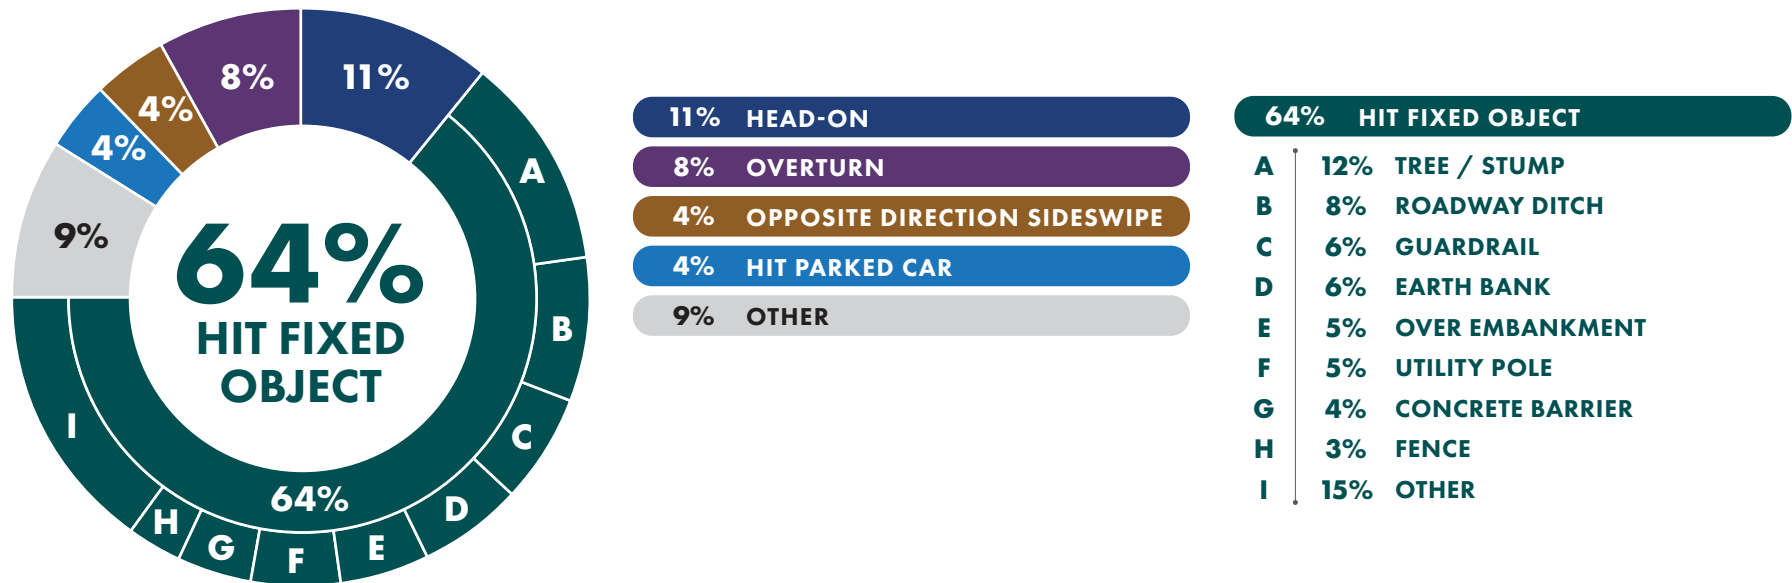 8%
11%
4%
4%
9%
64%
HIT FIXED
OBJECT
A
B
C
D
E
F
G
H
I
64%
11% HEAD-ON
8% OVERTURN
4% OPPOSITE DIRECTION SIDESWIPE
4% HIT PARKED CAR
9% OTHER
64% HIT FIXED OBJECT
A 12% TREE / STUMP
B 8% ROADWAY DITCH
C 6% GUARDRAIL
D 6% EARTH BANK
E 5% OVER EMBANKMENT
F 5% UTILITY POLE
G 4% CONCRETE BARRIER
H 3% FENCE
I 15% OTHER